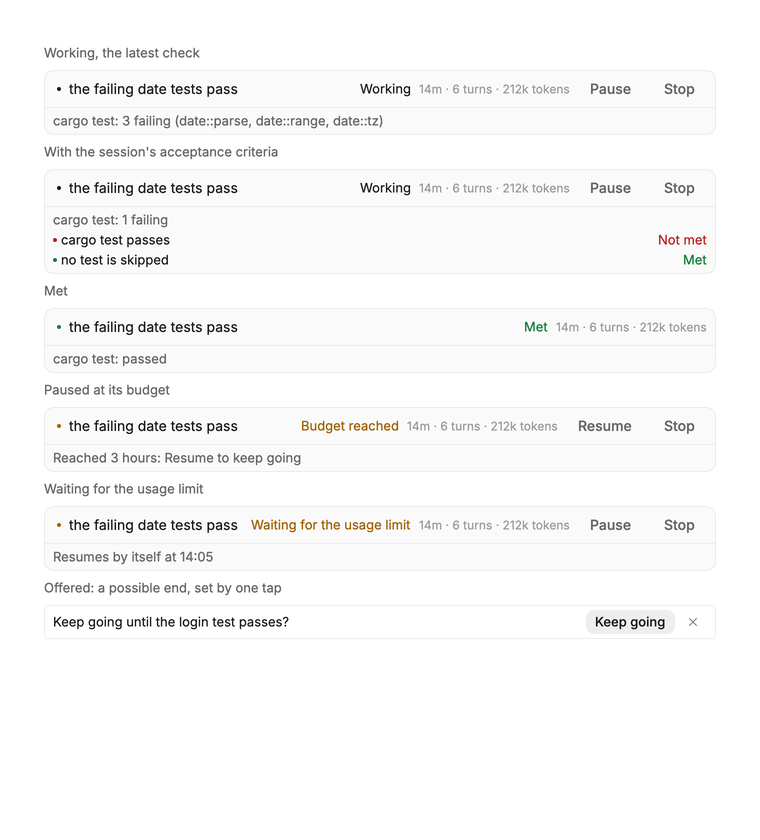 Working, the latest check
• the failing date tests pass Working 14m · 6 turns · 212k tokens Pause Stop
cargo test: 3 failing (date::parse, date::range, date::tz)
With the session's acceptance criteria
• the failing date tests pass Working 14m · 6 turns · 212k tokens Pause Stop
cargo test: 1 failing
• cargo test passes Not met
• no test is skipped Met
Met
• the failing date tests pass Met 14m · 6 turns · 212k tokens
cargo test: passed
Paused at its budget
• the failing date tests pass Budget reached 14m · 6 turns · 212k tokens Resume Stop
Reached 3 hours: Resume to keep going
Waiting for the usage limit
• the failing date tests pass Waiting for the usage limit 14m · 6 turns · 212k tokens Pause Stop
Resumes by itself at 14:05
Offered: a possible end, set by one tap
Keep going until the login test passes? Keep going ×